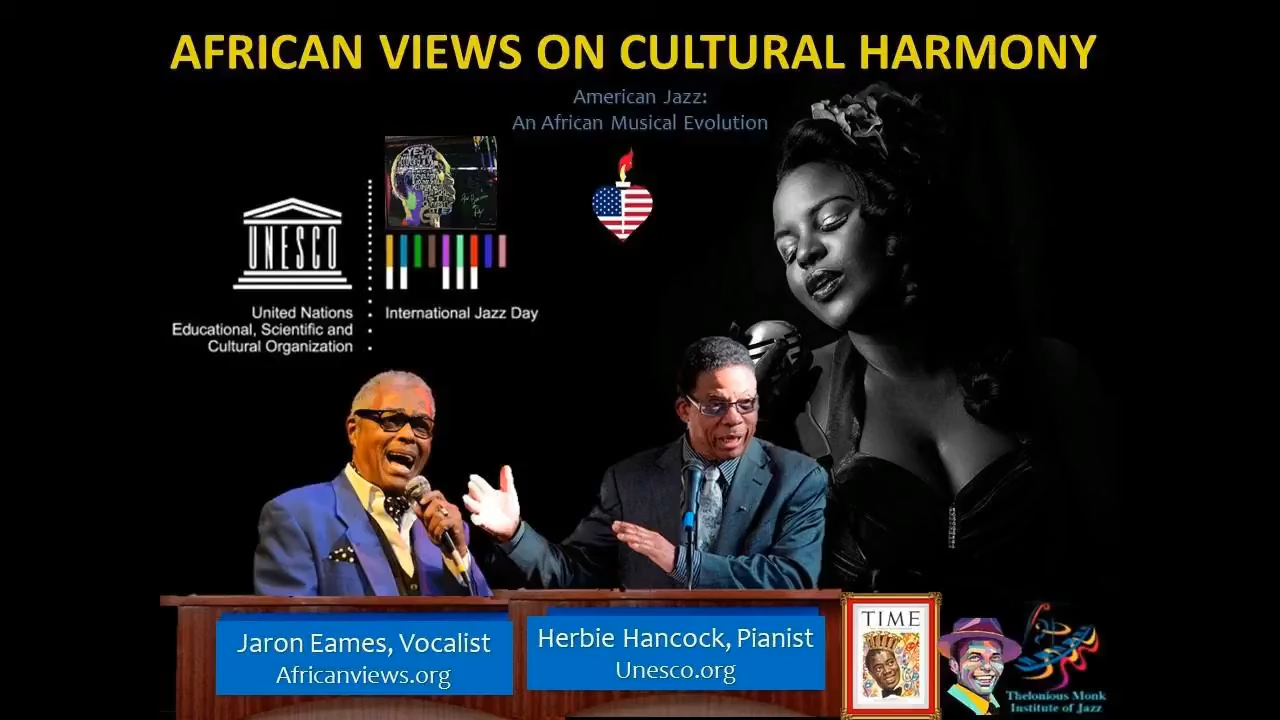 AFRICAN VIEWS ON CULTURAL HARMONY
American Jazz:
An African Musical Evolution
UNESCO
United Nations
Educational, Scientific and
Cultural Organization
International Jazz Day
Jaron Eames, Vocalist
Africanviews.org
Herbie Hancock, Pianist
Unesco.org
TIME
Thelonious Monk
Institute of Jazz